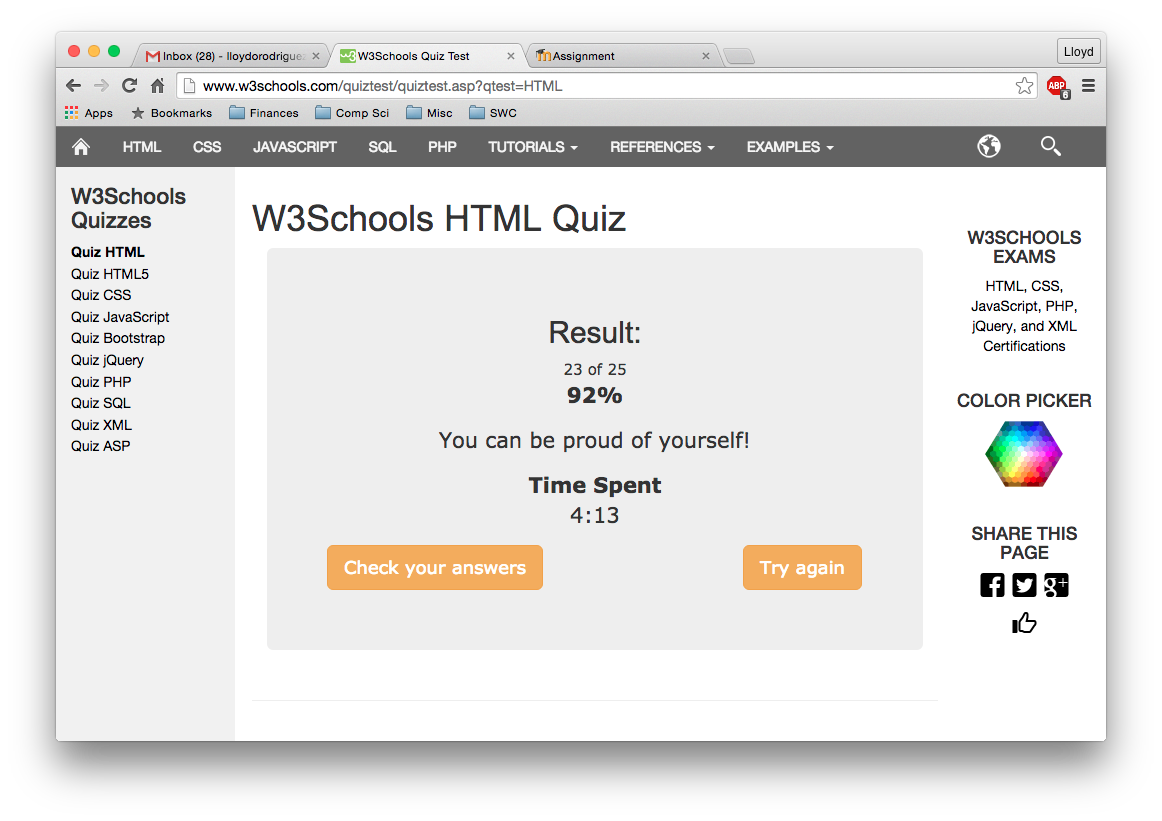 Inbox (28) - lloydorodrigue
W3Schools Quiz Test
Assignment
Lloyd
www.w3schools.com/quiztest/quiztest.asp?qtest=HTML
ABP
6
Apps
Bookmarks
Finances
Comp Sci
Misc
SWC
HTML
CSS
JAVASCRIPT
SQL
PHP
TUTORIALS
REFERENCES
EXAMPLES
W3Schools
Quizzes
Quiz HTML
Quiz HTML5
Quiz CSS
Quiz JavaScript
Quiz Bootstrap
Quiz jQuery
Quiz PHP
Quiz SQL
Quiz XML
Quiz ASP
W3Schools HTML Quiz
Result:
23 of 25
92%
You can be proud of yourself!
Time Spent
4:13
Check your answers
Try again
W3SCHOOLS
EXAMS
HTML, CSS,
JavaScript, PHP,
jQuery, and XML
Certifications
COLOR PICKER
SHARE THIS
PAGE